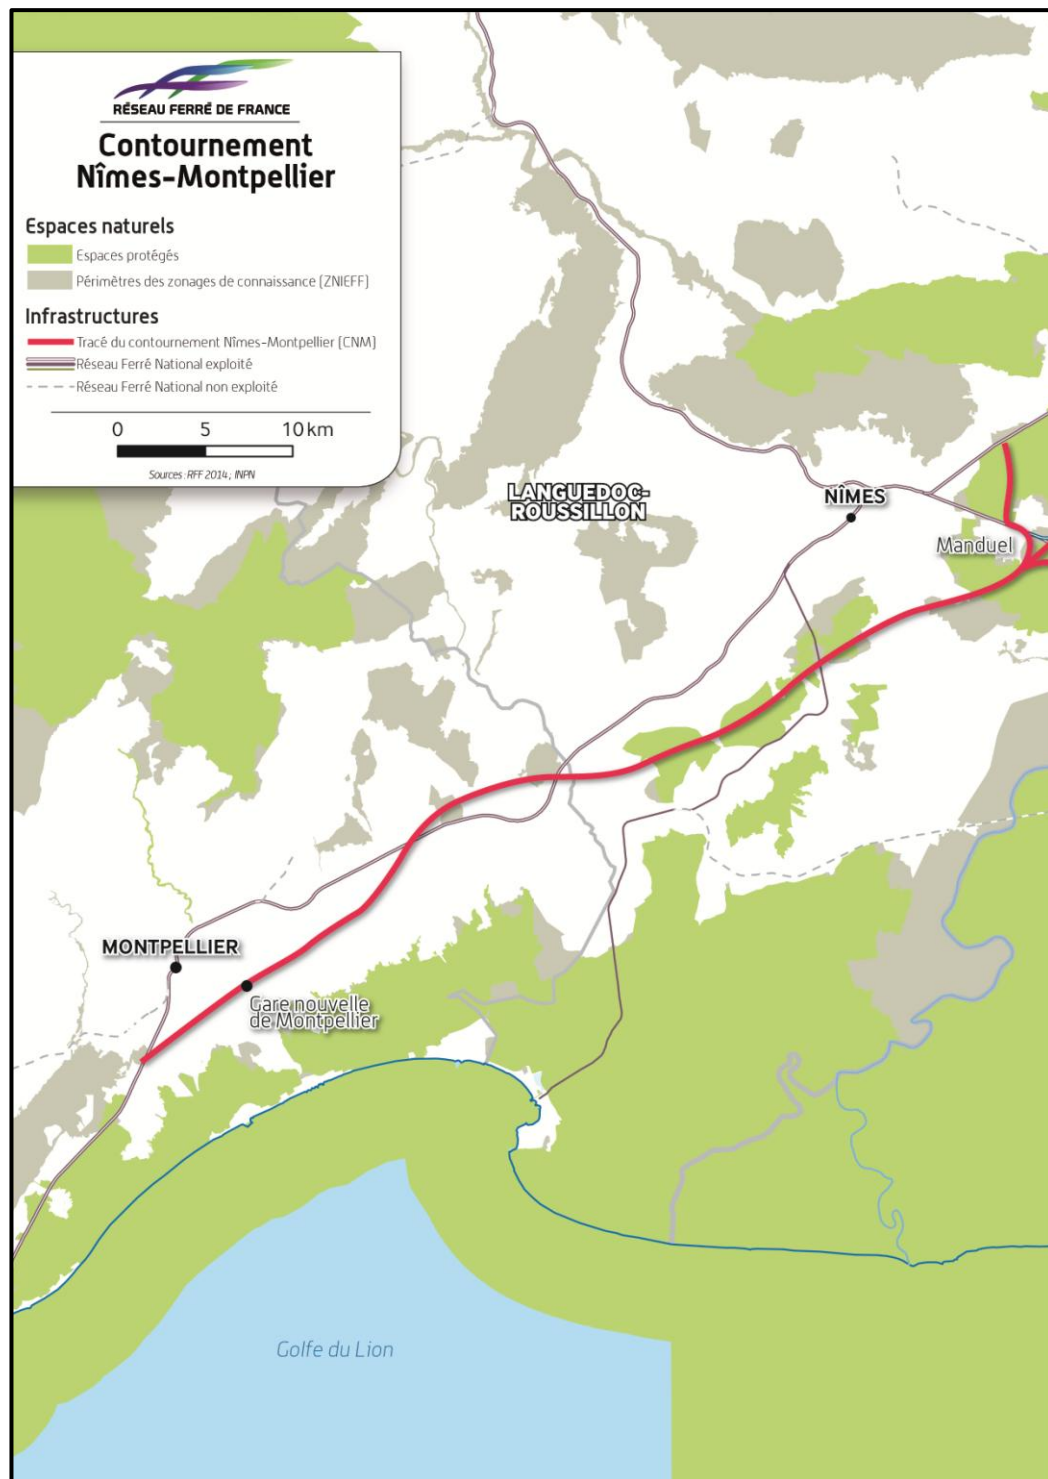 RÉSEAU FERRÉ DE FRANCE
Contournement
Nîmes-Montpellier
Espaces naturels
Espaces protégés
Périmètres des zonages de connaissance (ZNIEFF)
Infrastructures
Tracé du contournement Nîmes-Montpellier (CNM)
Réseau Ferré National exploité
Réseau Ferré National non exploité
0 5 10 km
Sources : RFF 2014 ; INPN
LANGUEDOC-
ROUSSILLON
NÎMES
Manduel
MONTPELLIER
Gare nouvelle
de Montpellier
Golfe du Lion